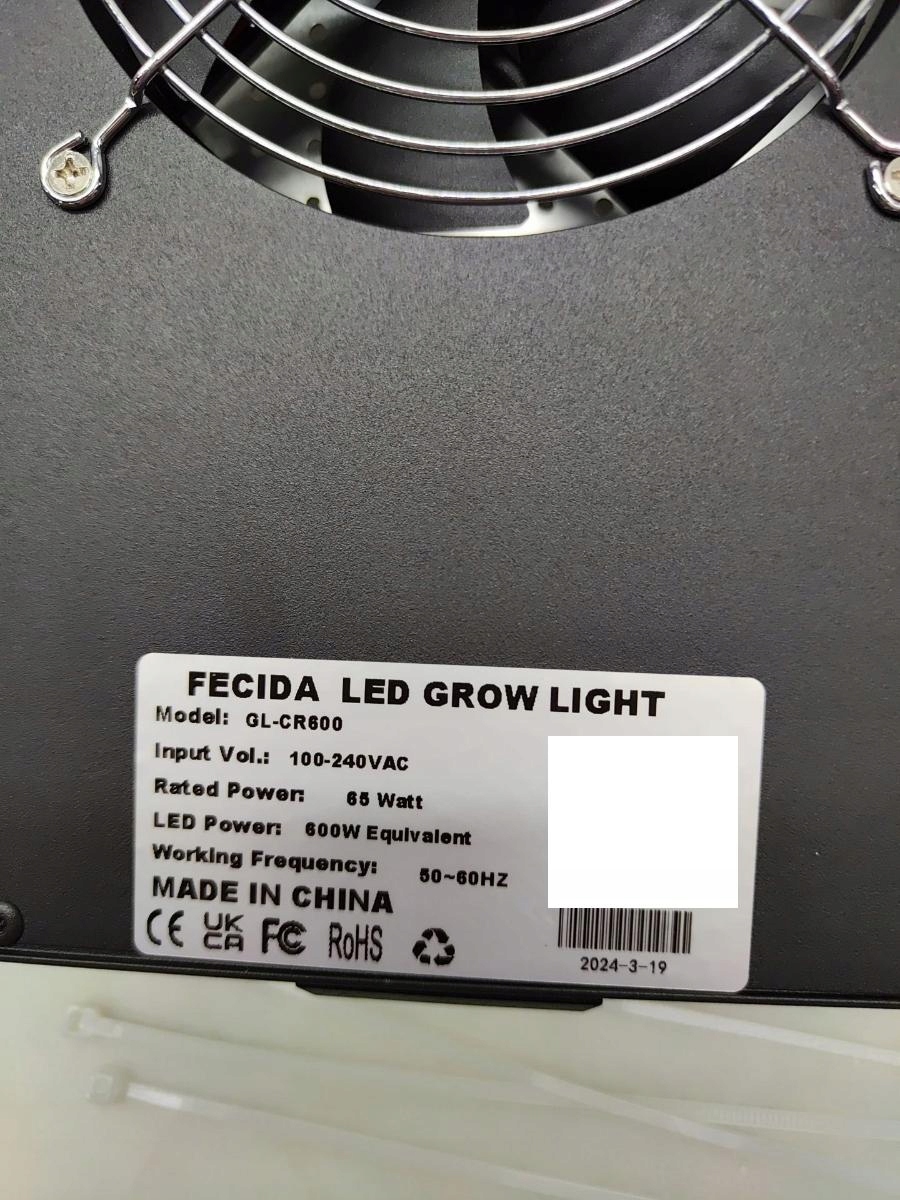 FECIDA LED GROW LIGHT
Model: GL-CR600
Input Vol.: 100-240VAC
Rated Power: 65 Watt
LED Power: 600W Equivalent
Working Frequency: 50~60HZ
MADE IN CHINA
CE UK CA FC RoHS
2024-3-19